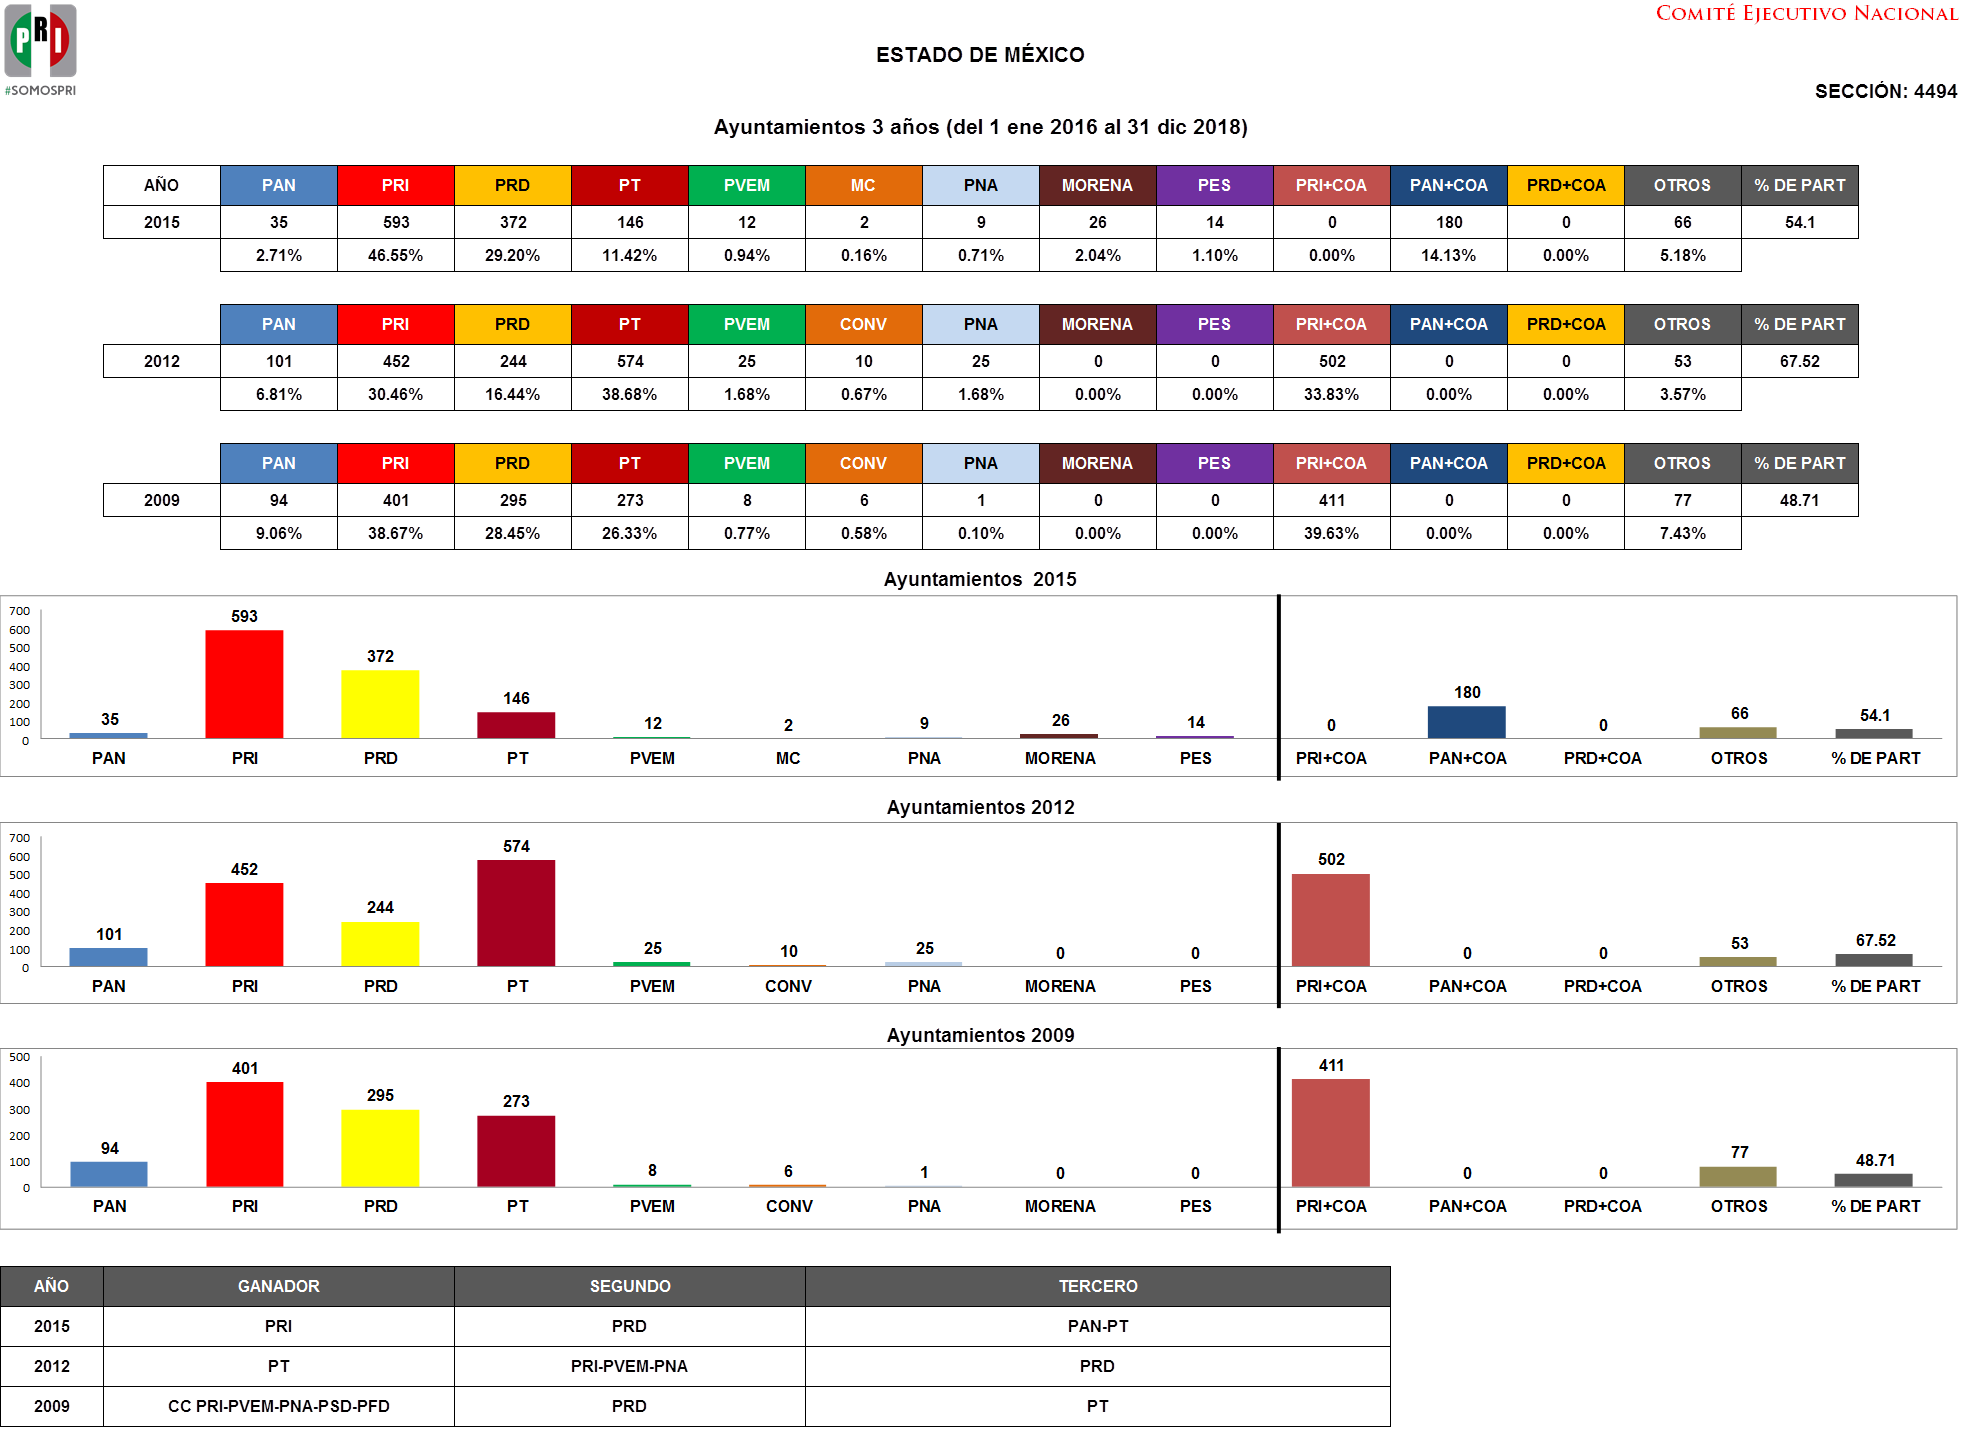 PRI
#SOMOSPRI
COMITÉ EJECUTIVO NACIONAL
ESTADO DE MÉXICO
SECCIÓN: 4494
Ayuntamientos 3 años (del 1 ene 2016 al 31 dic 2018)
AÑO PAN PRI PRD PT PVEM MC PNA MORENA PES PRI+COA PAN+COA PRD+COA OTROS % DE PART
2015 35 593 372 146 12 2 9 26 14 0 180 0 66 54.1
2.71% 46.55% 29.20% 11.42% 0.94% 0.16% 0.71% 2.04% 1.10% 0.00% 14.13% 0.00% 5.18%
PAN PRI PRD PT PVEM CONV PNA MORENA PES PRI+COA PAN+COA PRD+COA OTROS % DE PART
2012 101 452 244 574 25 10 25 0 0 502 0 0 53 67.52
6.81% 30.46% 16.44% 38.68% 1.68% 0.67% 1.68% 0.00% 0.00% 33.83% 0.00% 0.00% 3.57%
PAN PRI PRD PT PVEM CONV PNA MORENA PES PRI+COA PAN+COA PRD+COA OTROS % DE PART
2009 94 401 295 273 8 6 1 0 0 411 0 0 77 48.71
9.06% 38.67% 28.45% 26.33% 0.77% 0.58% 0.10% 0.00% 0.00% 39.63% 0.00% 0.00% 7.43%
Ayuntamientos 2015
700
600
500
400
300
200
100
0
35 593 372 146 12 2 9 26 14 0 180 0 66 54.1
PAN PRI PRD PT PVEM MC PNA MORENA PES PRI+COA PAN+COA PRD+COA OTROS % DE PART
Ayuntamientos 2012
700
600
500
400
300
200
100
0
101 452 244 574 25 10 25 0 0 502 0 0 53 67.52
PAN PRI PRD PT PVEM CONV PNA MORENA PES PRI+COA PAN+COA PRD+COA OTROS % DE PART
Ayuntamientos 2009
500
400
300
200
100
0
94 401 295 273 8 6 1 0 0 411 0 0 77 48.71
PAN PRI PRD PT PVEM CONV PNA MORENA PES PRI+COA PAN+COA PRD+COA OTROS % DE PART
AÑO GANADOR SEGUNDO TERCERO
2015 PRI PRD PAN-PT
2012 PT PRI-PVEM-PNA PRD
2009 CC PRI-PVEM-PNA-PSD-PFD PRD PT